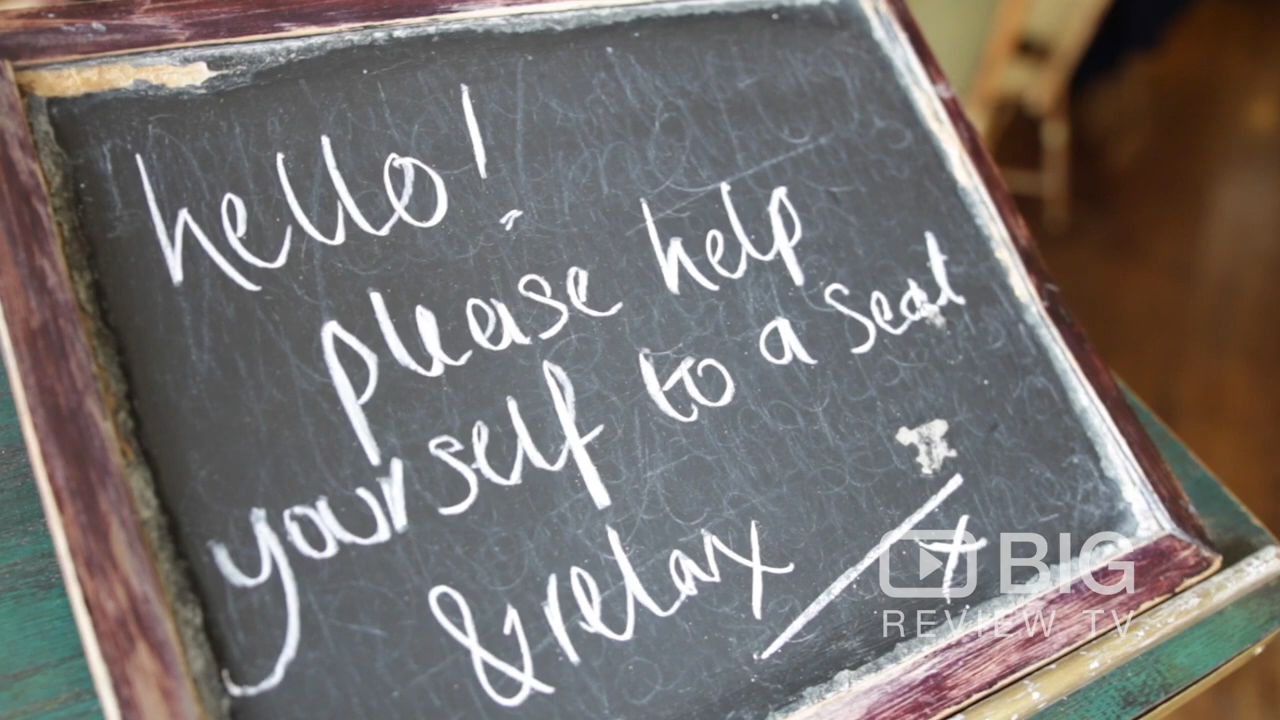 hello!
please help
yourself to a seat
& relax x
BIG
REVIEW TV